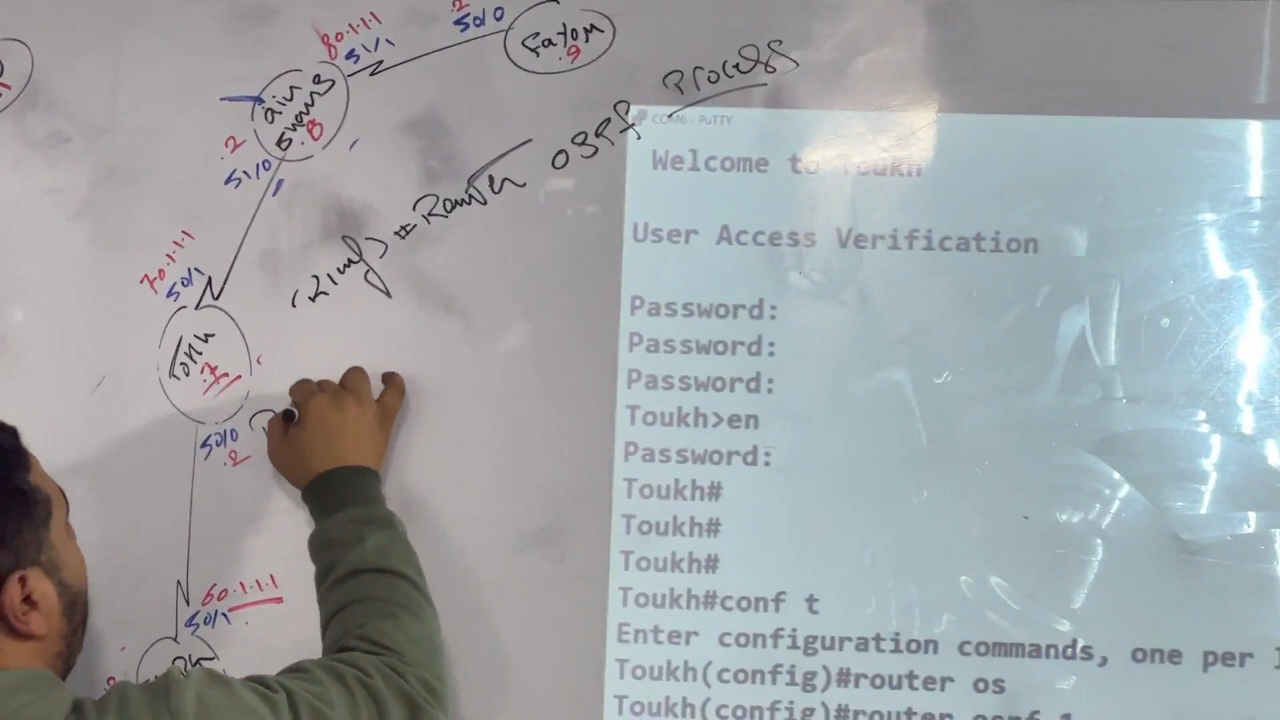 80.1.1.1
S1/1
.2
S0/0
Fayom
.9
ain
shams
.8
.2
S1/0
#Router OSPF Process
70.1.1.1
S0/1
Tokh
.7
S0/0
.2
60.1.1.1
S0/1
COM6 - PuTTY
Welcome to Toukh
User Access Verification
Password:
Password:
Password:
Toukh>en
Password:
Toukh#
Toukh#
Toukh#
Toukh#conf t
Enter configuration commands, one per
Toukh(config)#router os
Toukh(config)#router ospf 1